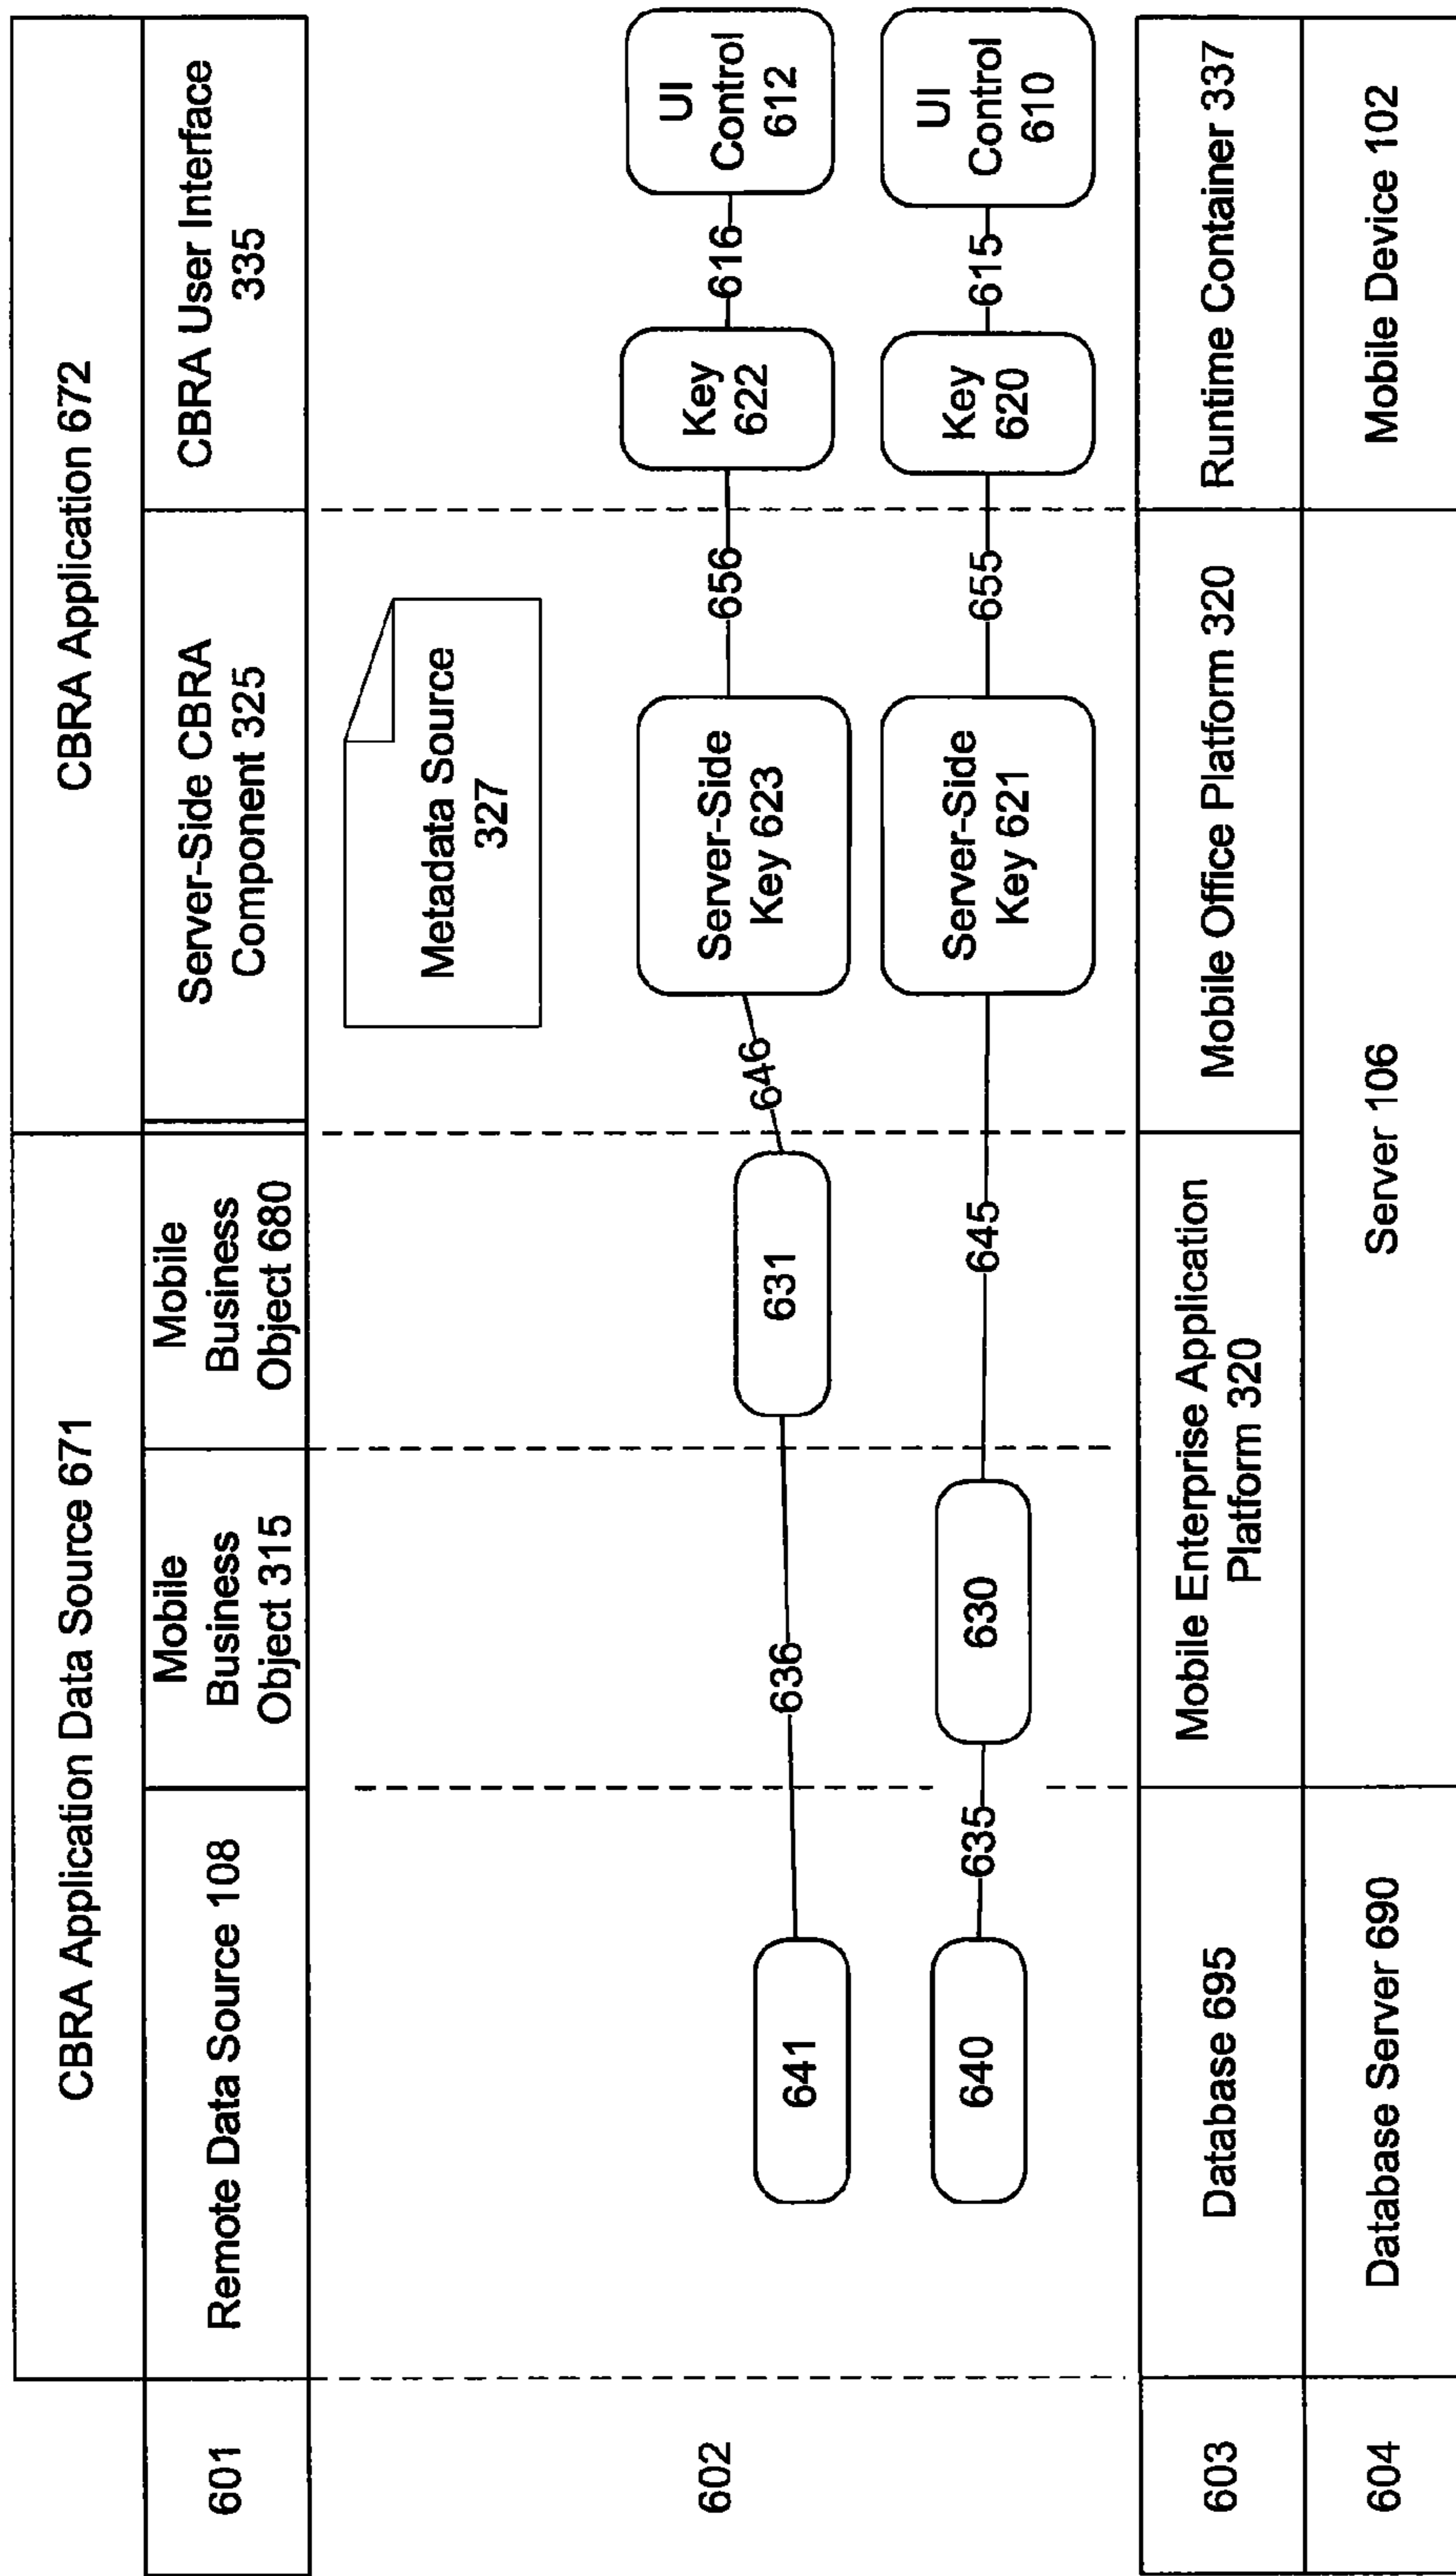 CBRA Application Data Source 671
CBRA Application 672
601
Remote Data Source 108
Mobile
Business
Object 315
Mobile
Business
Object 680
Server-Side CBRA
Component 325
CBRA User Interface
335
602
Metadata Source
327
641
636
631
646
Server-Side
Key 623
656
Key
622
616
UI
Control
612
640
635
630
645
Server-Side
Key 621
655
Key
620
615
UI
Control
610
603
Database 695
Mobile Enterprise Application
Platform 320
Mobile Office Platform 320
Runtime Container 337
604
Database Server 690
Server 106
Mobile Device 102